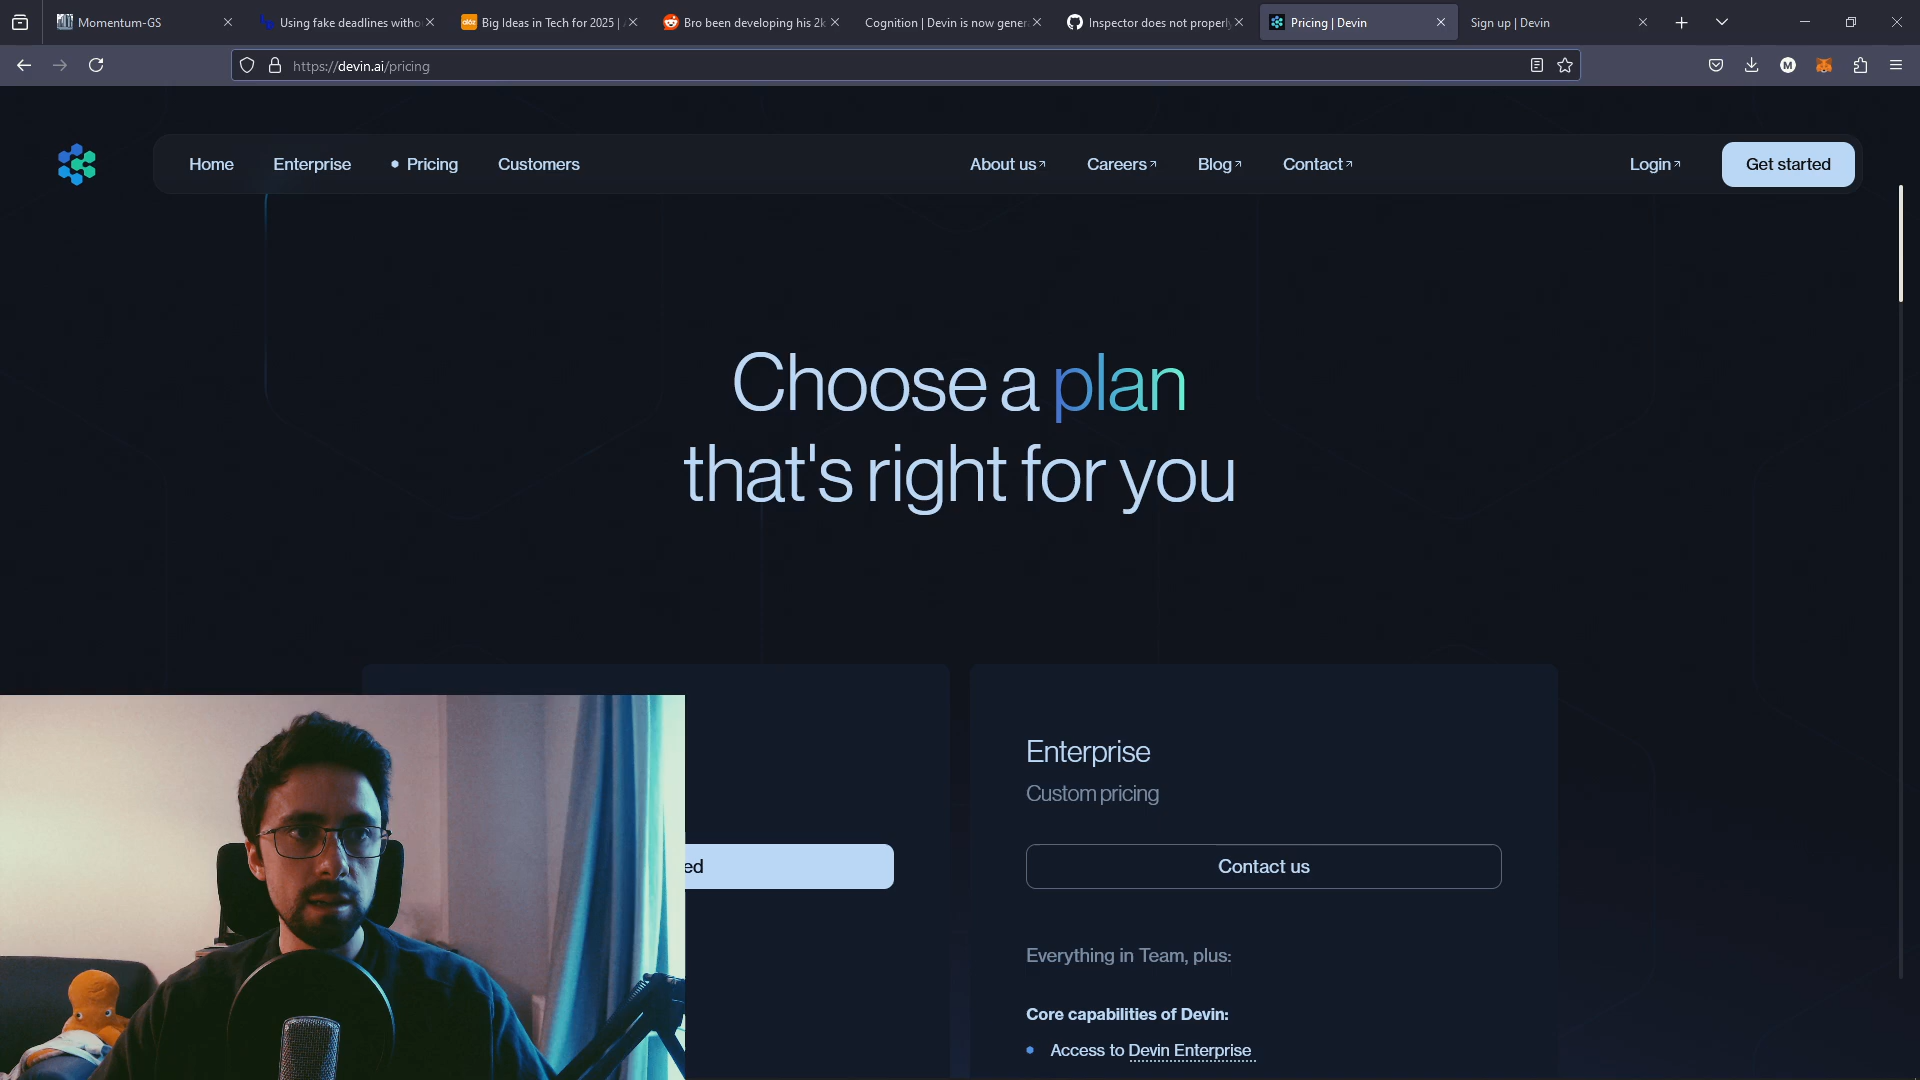 Momentum-GS
Using fake deadlines witho
Big Ideas in Tech for 2025 |
Bro been developing his 2k
Cognition | Devin is now gener
Inspector does not properly
Pricing | Devin
Sign up | Devin
https://devin.ai/pricing
M
Home
Enterprise
Pricing
Customers
About us
Careers
Blog
Contact
Login
Get started
Choose a plan
that's right for you
ed
Enterprise
Custom pricing
Contact us
Everything in Team, plus:
Core capabilities of Devin:
Access to Devin Enterprise